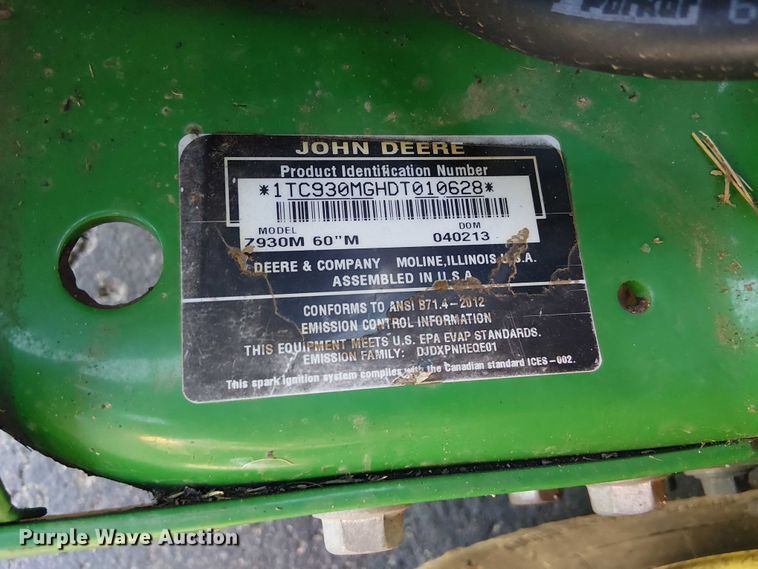 Parker 6
JOHN DEERE
Product Identification Number
*1TC930MGHDT010628*
MODEL DOM
Z930M 60"M 040213
DEERE & COMPANY MOLINE, ILLINOIS U.S.A.
ASSEMBLED IN U.S.A.
CONFORMS TO ANSI B71.4-2012
EMISSION CONTROL INFORMATION
THIS EQUIPMENT MEETS U.S. EPA EVAP STANDARDS.
EMISSION FAMILY: DJDXPNHEQE01
This spark ignition system complies with the Canadian standard ICES-002.
Purple Wave Auction